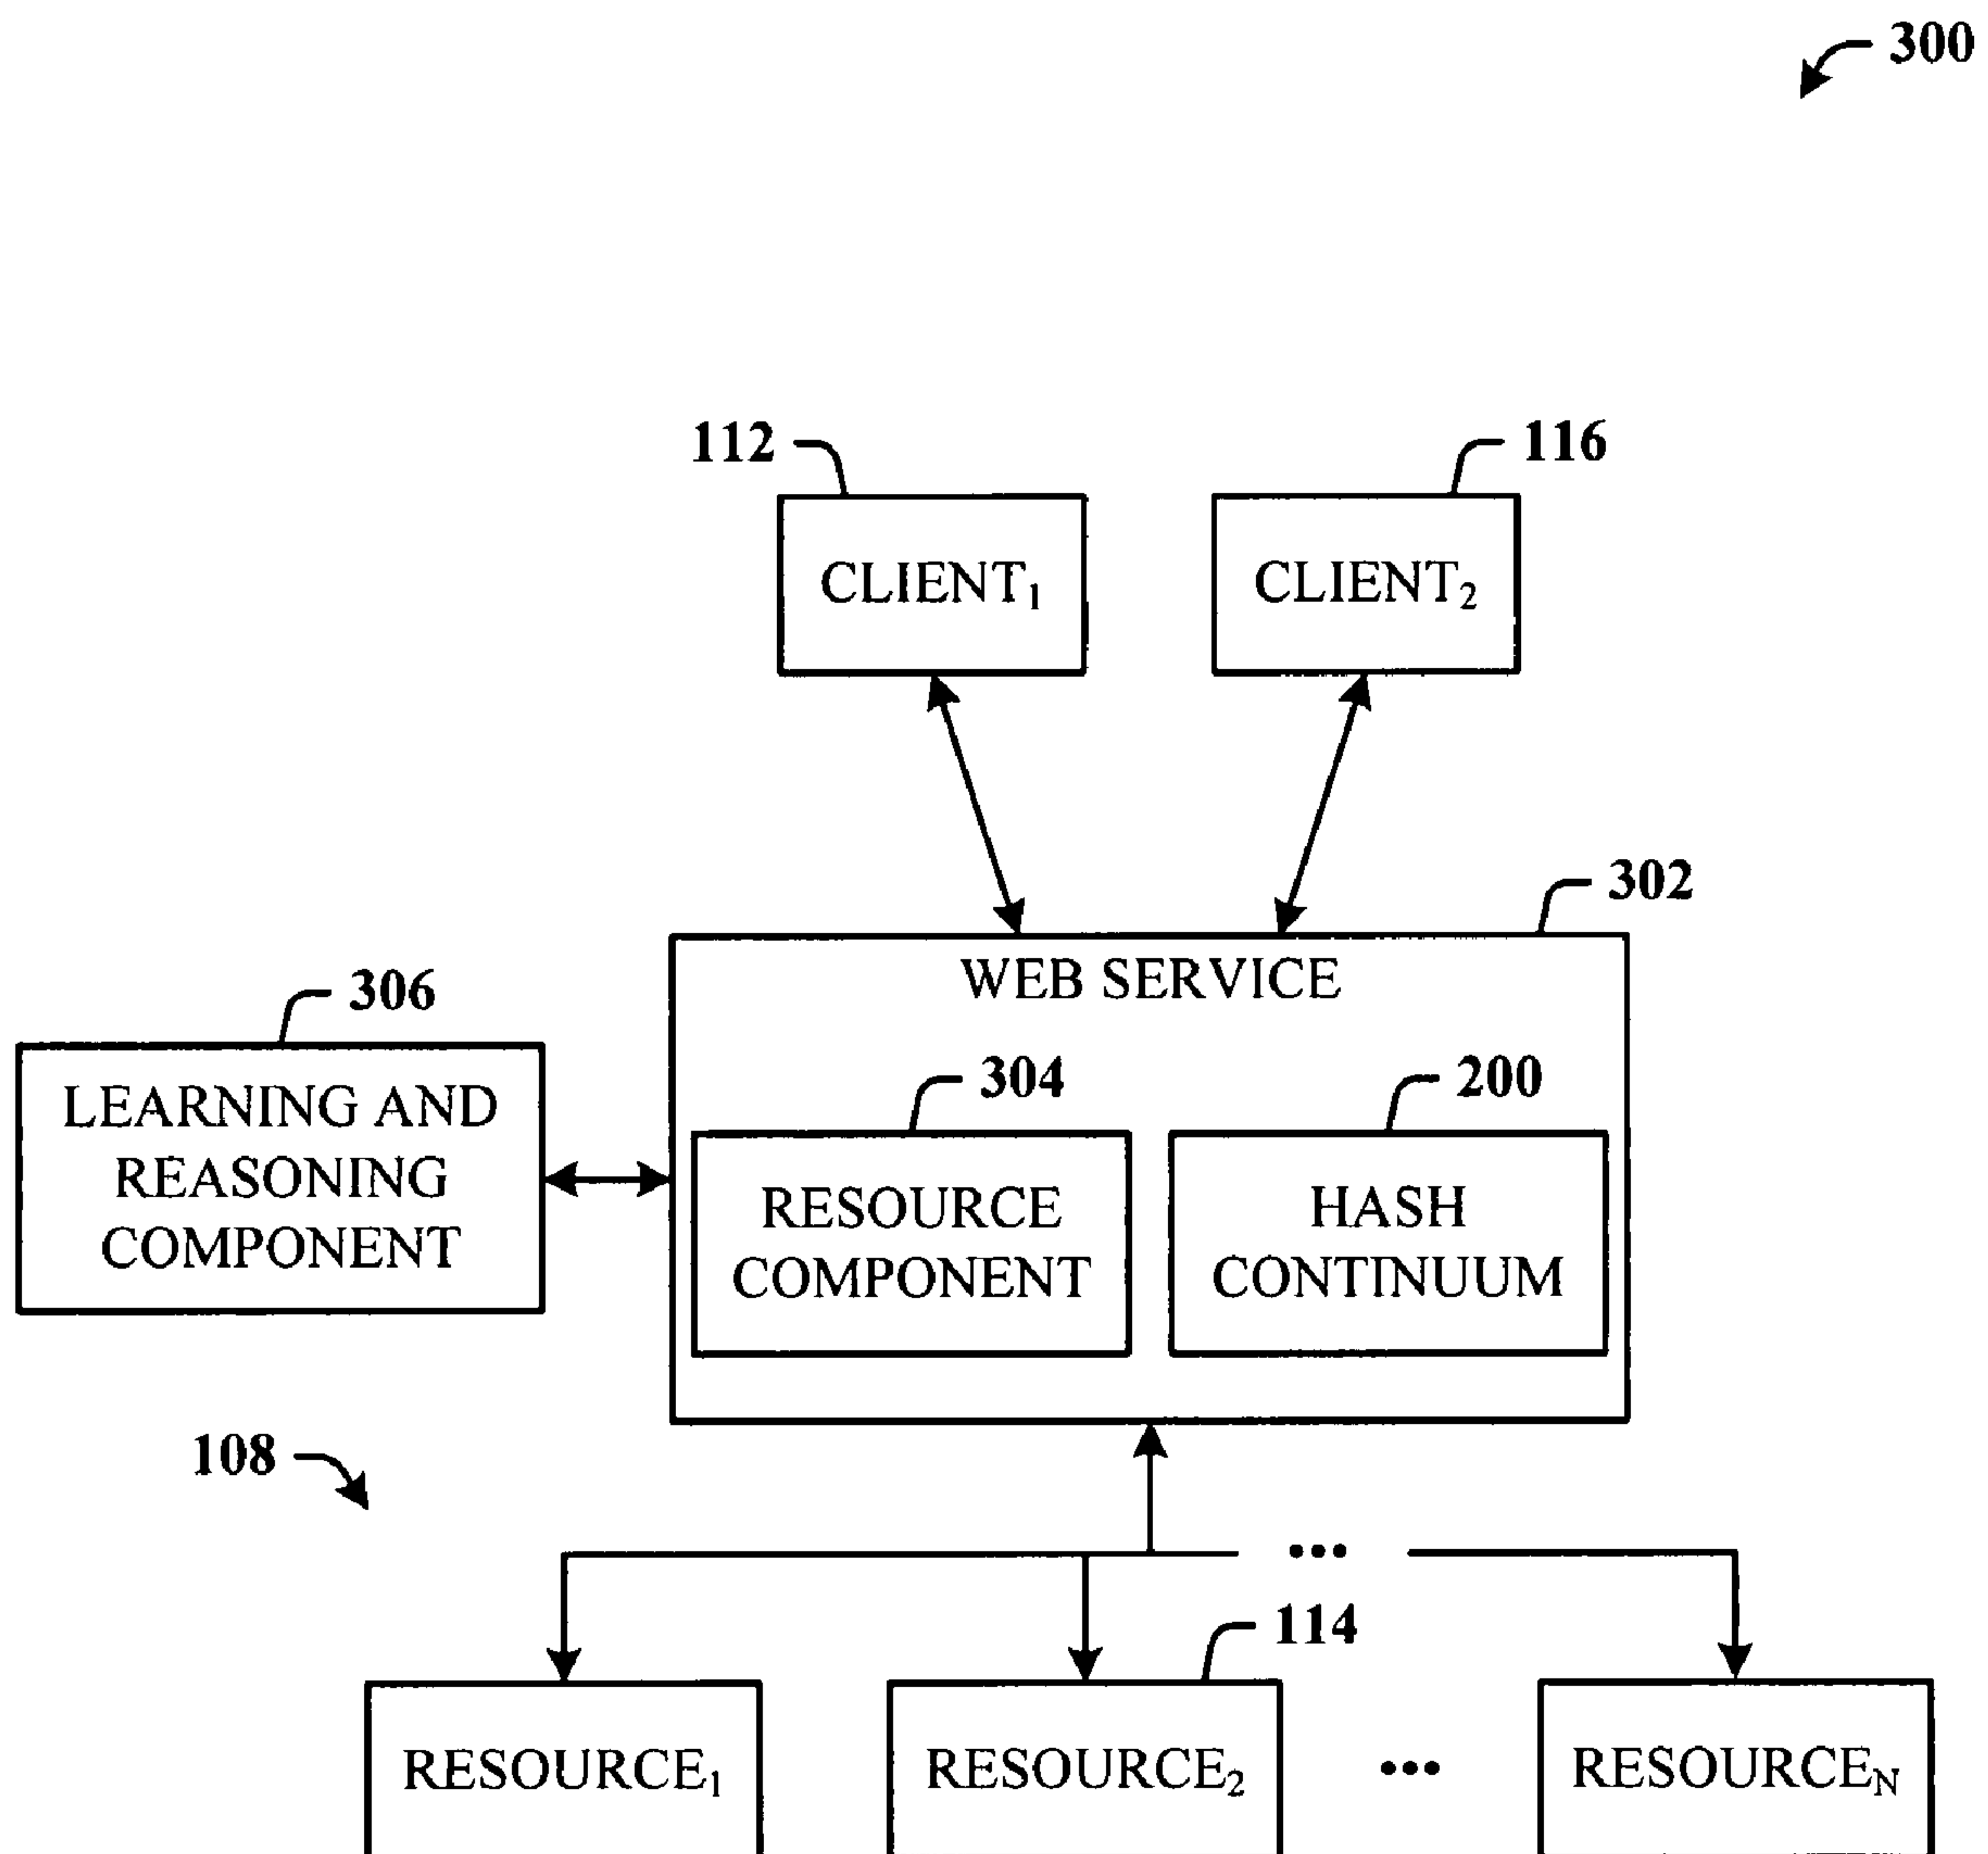 300
112
116
CLIENT₁
CLIENT₂
302
WEB SERVICE
306
LEARNING AND
REASONING
COMPONENT
304
200
RESOURCE
COMPONENT
HASH
CONTINUUM
108
...
114
RESOURCE₁
RESOURCE₂
...
RESOURCE_N